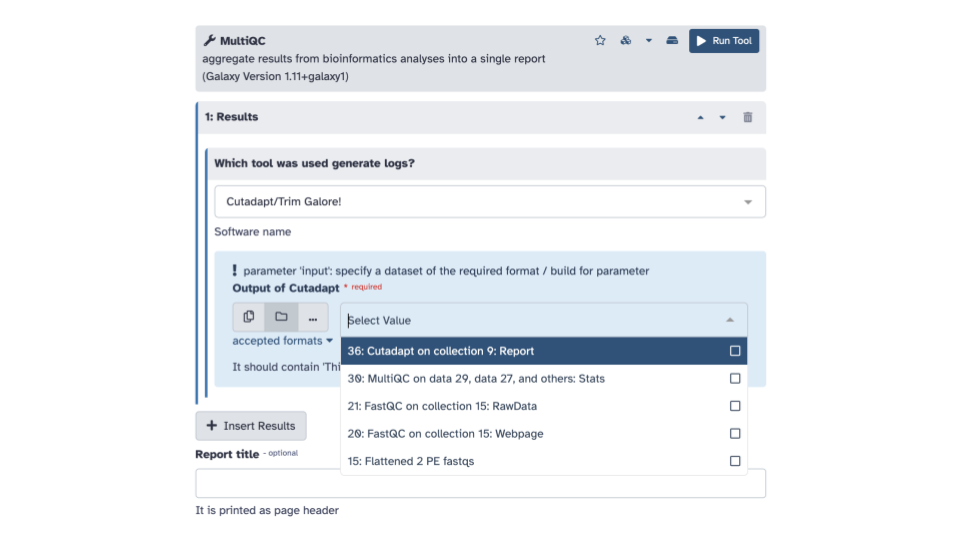 MultiQC
Run Tool
aggregate results from bioinformatics analyses into a single report
(Galaxy Version 1.11+galaxy1)
1: Results
Which tool was used generate logs?
Cutadapt/Trim Galore!
Software name
! parameter 'input': specify a dataset of the required format / build for parameter
Output of Cutadapt * required
... Select Value
accepted formats
36: Cutadapt on collection 9: Report
It should contain 'Thi
30: MultiQC on data 29, data 27, and others: Stats
21: FastQC on collection 15: RawData
20: FastQC on collection 15: Webpage
15: Flattened 2 PE fastqs
+ Insert Results
Report title - optional
It is printed as page header